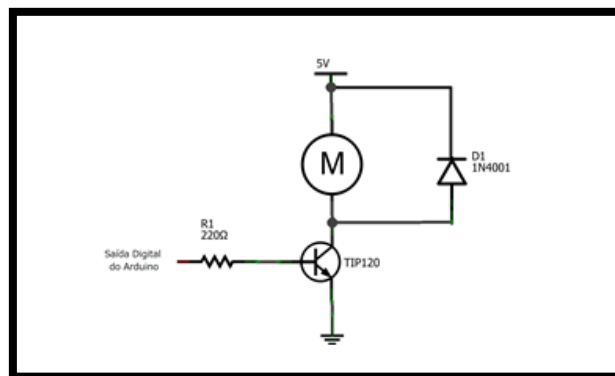 5V
M
D1
1N4001
R1
220Ω
Saída Digital
do Arduino
TIP120